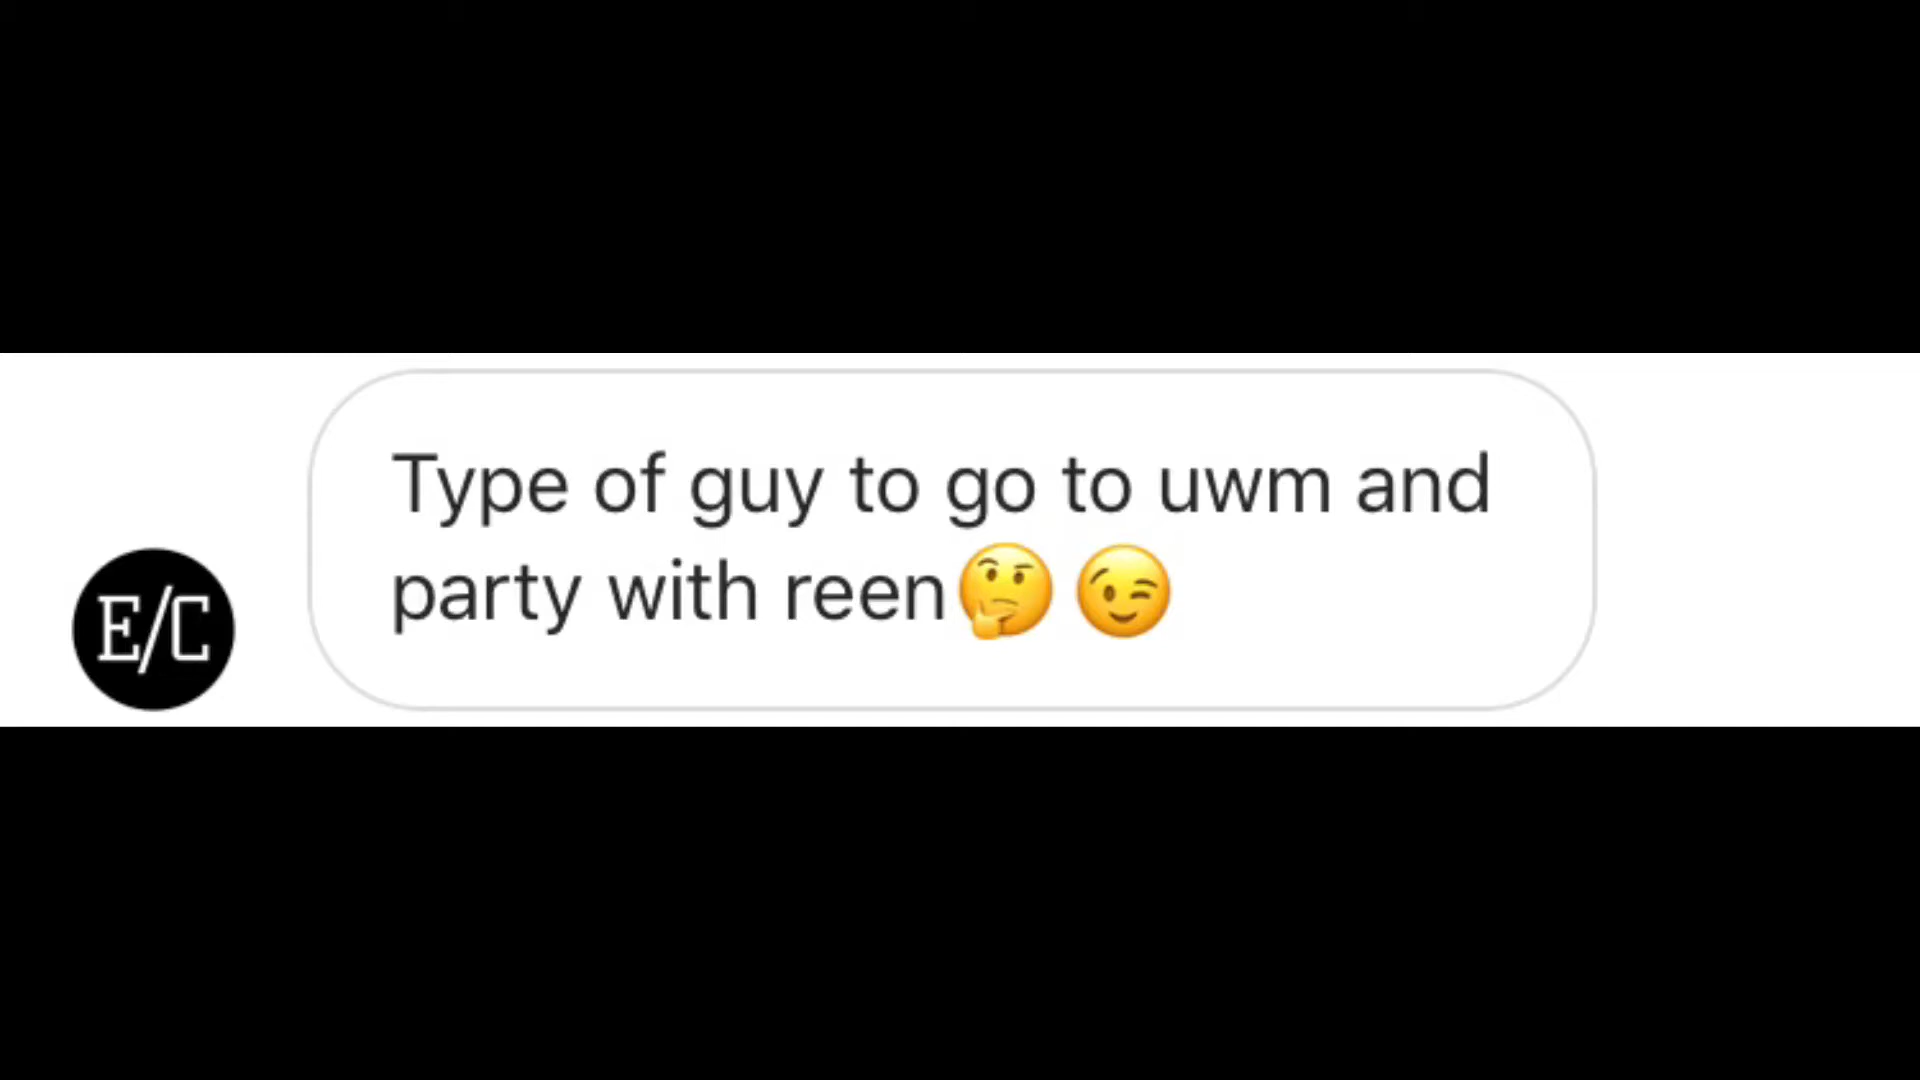 Type of guy to go to uwm and
party with reen🤔 😉
E/C